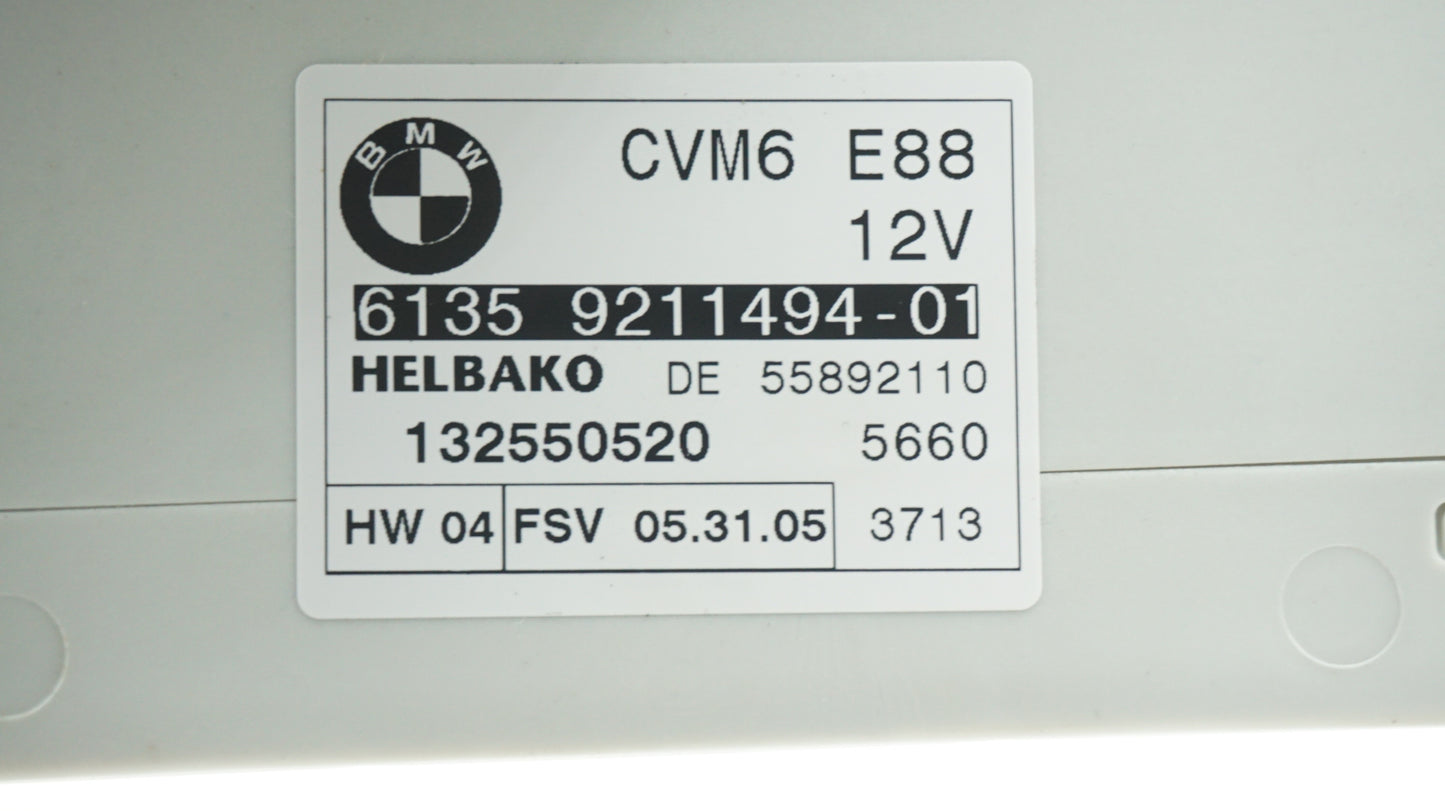 BMW
CVM6 E88
12V
6135 9211494-01
HELBAKO DE 55892110
132550520 5660
HW 04 FSV 05.31.05 3713